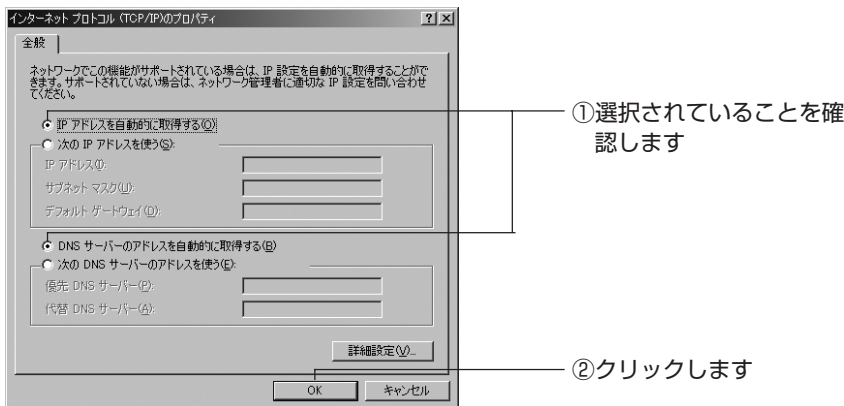 インターネット プロトコル (TCP/IP)のプロパティ
全般
ネットワークでこの機能がサポートされている場合は、IP 設定を自動的に取得することがで
きます。サポートされていない場合は、ネットワーク管理者に適切な IP 設定を問い合わせ
てください。
IP アドレスを自動的に取得する(O)
次の IP アドレスを使う(S):
IP アドレス(I):
サブネット マスク(U):
デフォルト ゲートウェイ(D):
DNS サーバーのアドレスを自動的に取得する(B)
次の DNS サーバーのアドレスを使う(E):
優先 DNS サーバー(P):
代替 DNS サーバー(A):
詳細設定(V)...
OK
キャンセル
①選択されていることを確
認します
②クリックします